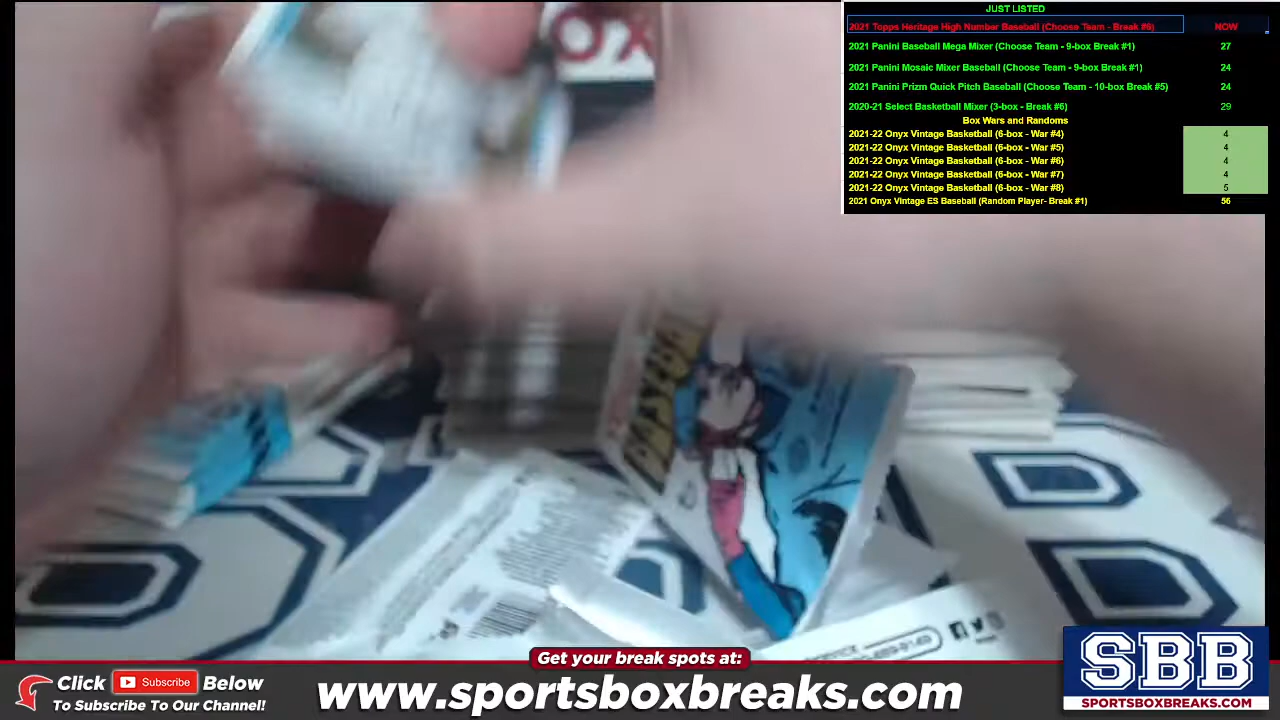 JUST LISTED
2021 Topps Heritage High Number Baseball (Choose Team - Break #6) NOW
2021 Panini Baseball Mega Mixer (Choose Team - 9-box Break #1) 27
2021 Panini Mosaic Mixer Baseball (Choose Team - 9-box Break #1) 24
2021 Panini Prizm Quick Pitch Baseball (Choose Team - 10-box Break #5) 24
2020-21 Select Basketball Mixer (3-box - Break #6) 29
Box Wars and Randoms
2021-22 Onyx Vintage Basketball (6-box - War #4) 4
2021-22 Onyx Vintage Basketball (6-box - War #5) 4
2021-22 Onyx Vintage Basketball (6-box - War #6) 4
2021-22 Onyx Vintage Basketball (6-box - War #7) 4
2021-22 Onyx Vintage Basketball (6-box - War #8) 5
2021 Onyx Vintage ES Baseball (Random Player- Break #1) 56
Get your break spots at:
Click Subscribe Below
To Subscribe To Our Channel!
www.sportsboxbreaks.com
SBB
SPORTSBOXBREAKS.COM